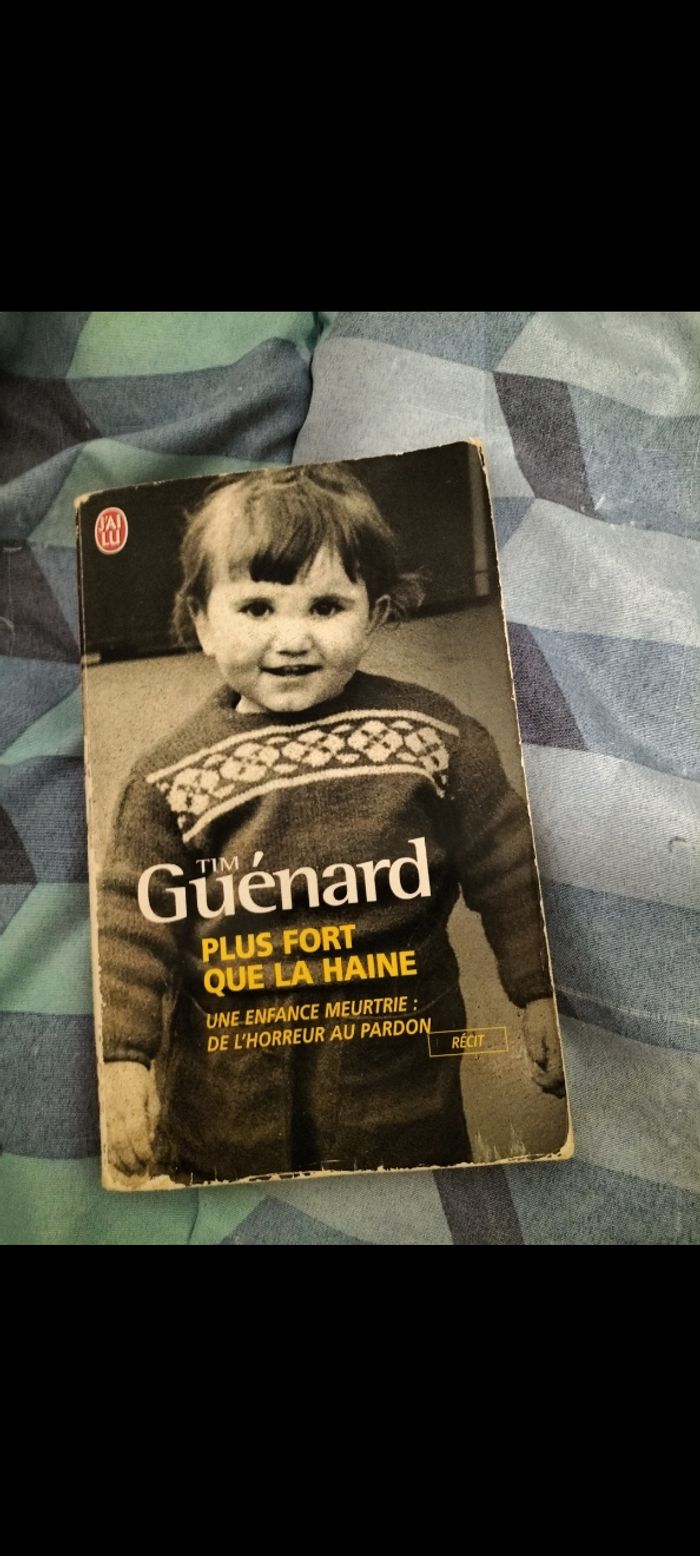 J'AI
LU
TIM
Guénard
PLUS FORT
QUE LA HAINE
UNE ENFANCE MEURTRIE :
DE L'HORREUR AU PARDON
RÉCIT